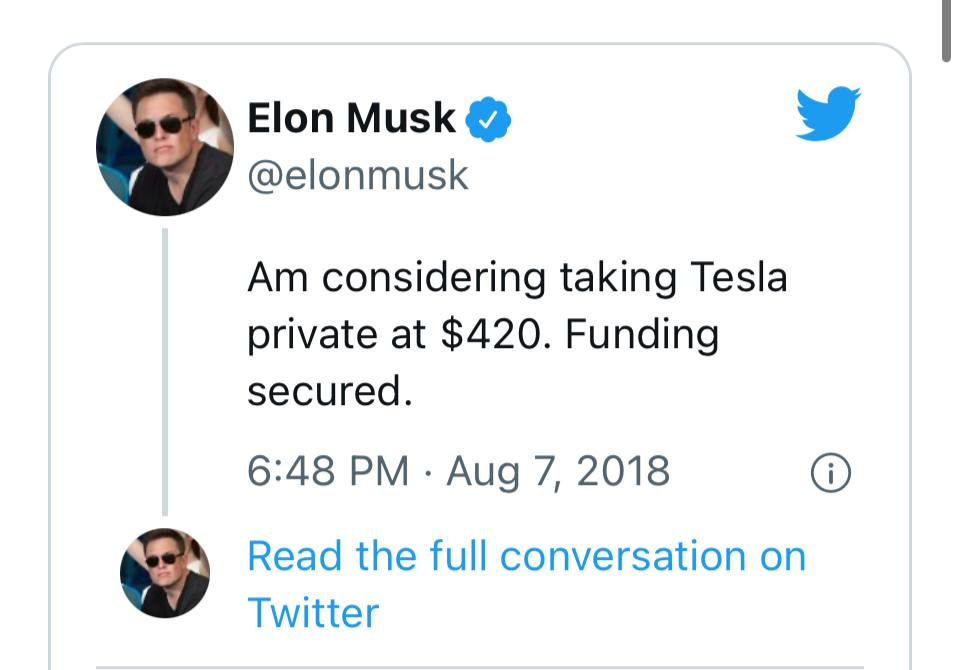 Elon Musk
@elonmusk
Am considering taking Tesla
private at $420. Funding
secured.
6:48 PM · Aug 7, 2018
Read the full conversation on
Twitter